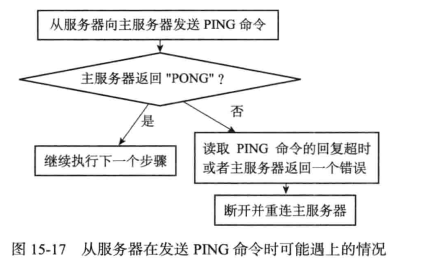 从服务器向主服务器发送 PING 命令
主服务器返回 "PONG" ?
是
否
继续执行下一个步骤
读取 PING 命令的回复超时
或者主服务器返回一个错误
断开并重连主服务器
图 15-17 从服务器在发送 PING 命令时可能遇上的情况